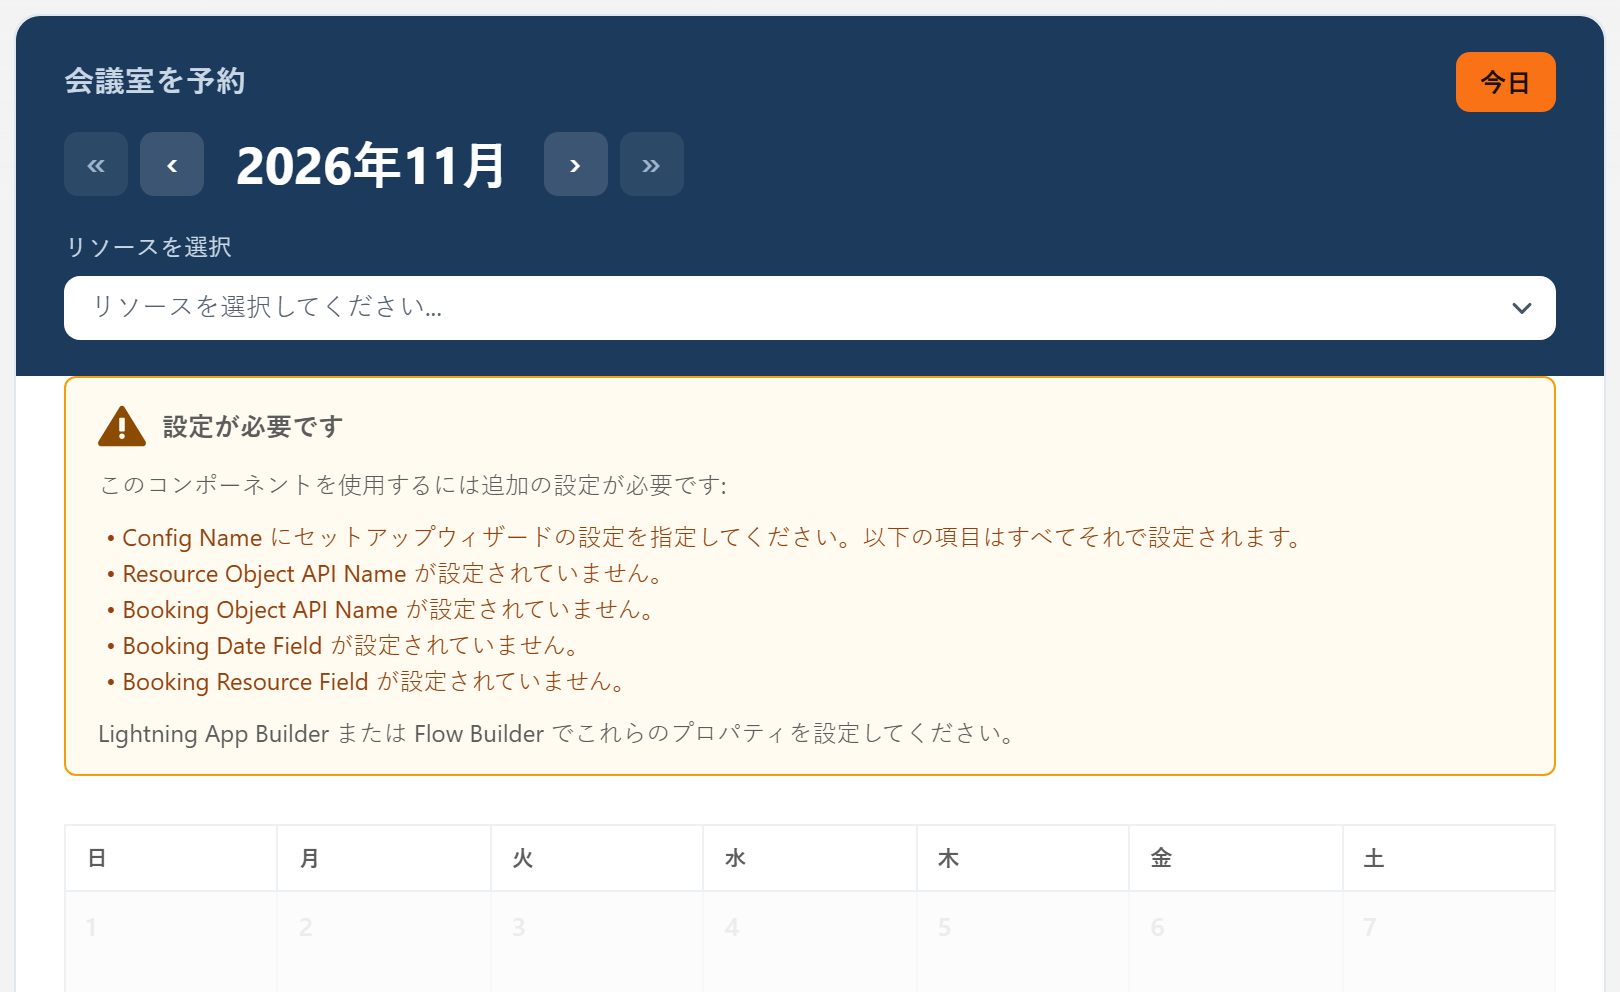 会議室を予約
今日
« ‹ 2026年11月 › »
リソースを選択
リソースを選択してください...
設定が必要です
このコンポーネントを使用するには追加の設定が必要です:
• Config Name にセットアップウィザードの設定を指定してください。以下の項目はすべてそれで設定されます。
• Resource Object API Name が設定されていません。
• Booking Object API Name が設定されていません。
• Booking Date Field が設定されていません。
• Booking Resource Field が設定されていません。
Lightning App Builder または Flow Builder でこれらのプロパティを設定してください。
日 月 火 水 木 金 土
1 2 3 4 5 6 7